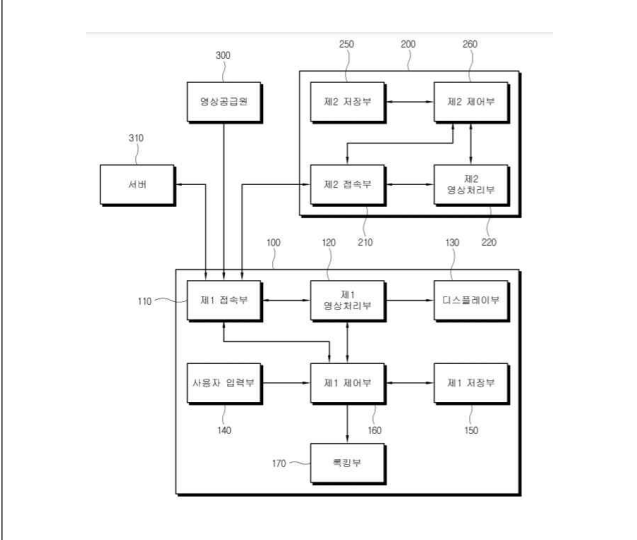 250
200
260
300
영상공급원
제2 저장부
제2 제어부
310
서버
제2 접속부
제2
영상처리부
210
220
100
120
130
110
제1 접속부
제1
영상처리부
디스플레이부
사용자 입력부
제1 제어부
제1 저장부
140
160
150
170
록킹부